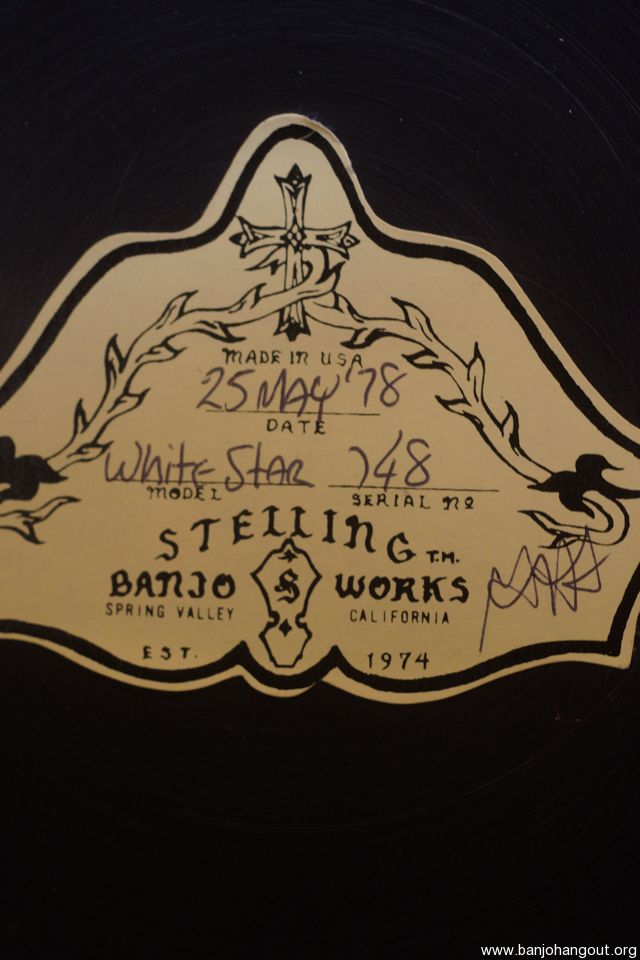 MADE IN USA
25 MAY '78
DATE
White Star 748
MODEL SERIAL NO
STELLING T.M.
BANJO S WORKS
SPRING VALLEY CALIFORNIA
EST. 1974
www.banjohangout.org